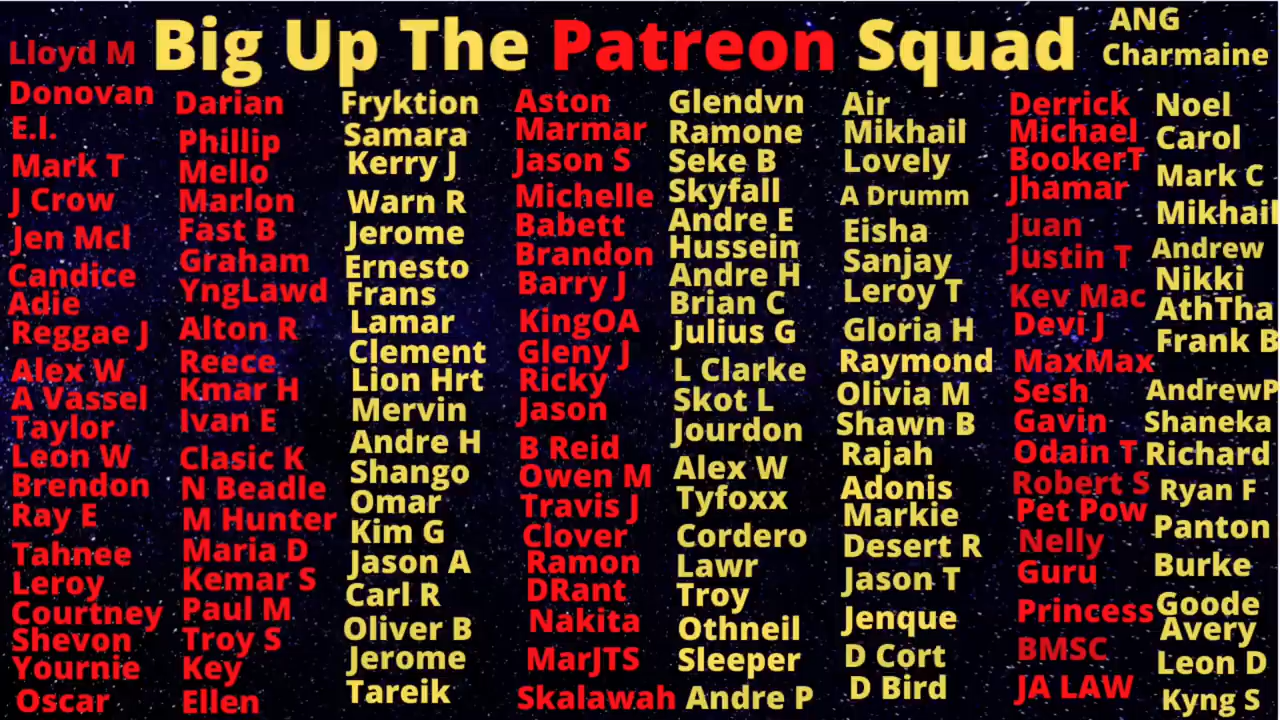 Big Up The Patreon Squad
Lloyd M
Donovan
E.I.
Mark T
J Crow
Jen Mcl
Candice
Adie
Reggae J
Alex W
A Vassel
Taylor
Leon W
Brendon
Ray E
Tahnee
Leroy
Courtney
Shevon
Yournie
Oscar
Darian
Phillip
Mello
Marlon
Fast B
Graham
YngLawd
Alton R
Reece
Kmar H
Ivan E
Clasic K
N Beadle
M Hunter
Maria D
Kemar S
Paul M
Troy S
Key
Ellen
Fryktion
Samara
Kerry J
Warn R
Jerome
Ernesto
Frans
Lamar
Clement
Lion Hrt
Mervin
Andre H
Shango
Omar
Kim G
Jason A
Carl R
Oliver B
Jerome
Tareik
Aston
Marmar
Jason S
Michelle
Babett
Brandon
Barry J
KingOA
Gleny J
Ricky
Jason
B Reid
Owen M
Travis J
Clover
Ramon
DRant
Nakita
MarJTS
Skalawah
Glendvn
Ramone
Seke B
Skyfall
Andre E
Hussein
Andre H
Brian C
Julius G
L Clarke
Skot L
Jourdon
Alex W
Tyfoxx
Cordero
Lawr
Troy
Othneil
Sleeper
Andre P
Air
Mikhail
Lovely
A Drumm
Eisha
Sanjay
Leroy T
Gloria H
Raymond
Olivia M
Shawn B
Rajah
Adonis
Markie
Desert R
Jason T
Jenque
D Cort
D Bird
Derrick
Michael
BookerT
Jhamar
Juan
Justin T
Kev Mac
Devi J
MaxMax
Sesh
Gavin
Odain T
Robert S
Pet Pow
Nelly
Guru
Princess
BMSC
JA LAW
ANG
Charmaine
Noel
Carol
Mark C
Mikhail
Andrew
Nikki
AthTha
Frank B
AndrewP
Shaneka
Richard
Ryan F
Panton
Burke
Goode
Avery
Leon D
Kyng S